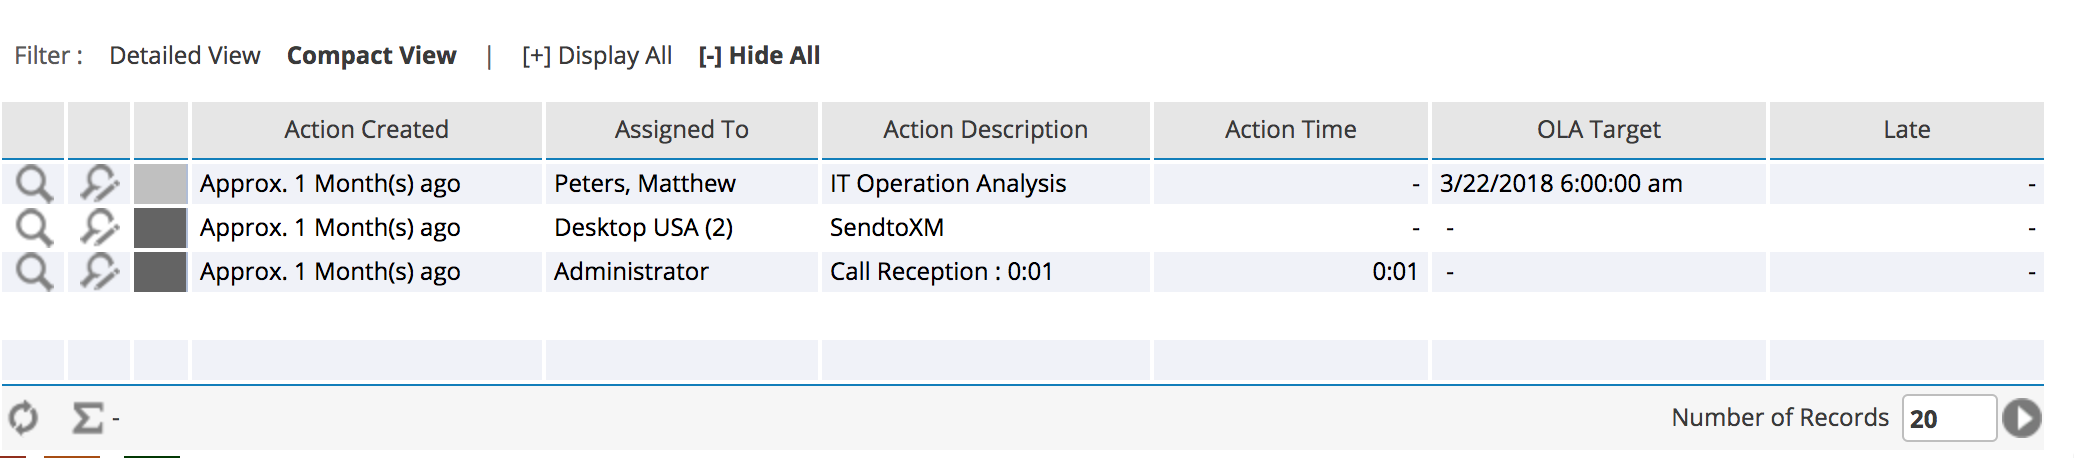 Filter : Detailed View Compact View | [+] Display All [-] Hide All
Action Created Assigned To Action Description Action Time OLA Target Late
Approx. 1 Month(s) ago Peters, Matthew IT Operation Analysis - 3/22/2018 6:00:00 am -
Approx. 1 Month(s) ago Desktop USA (2) SendtoXM - - -
Approx. 1 Month(s) ago Administrator Call Reception : 0:01 0:01 - -
Σ - Number of Records 20